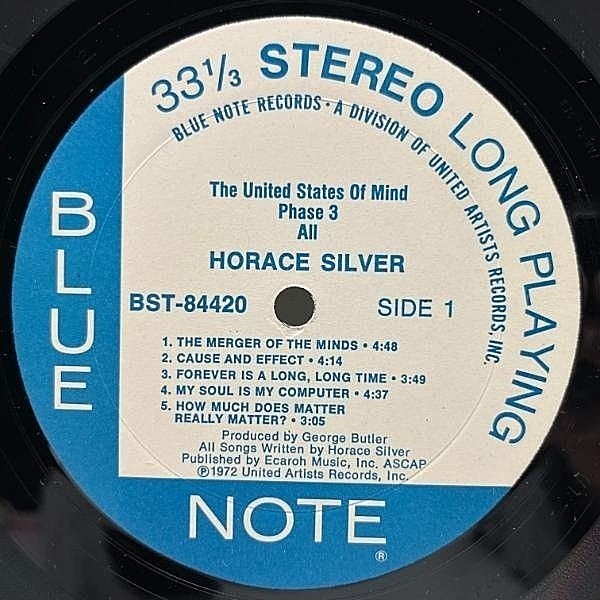 33⅓ STEREO LONG PLAYING
BLUE NOTE RECORDS • A DIVISION OF UNITED ARTISTS RECORDS, INC.
The United States Of Mind
Phase 3
All
HORACE SILVER
BST-84420 SIDE 1
1. THE MERGER OF THE MINDS • 4:48
2. CAUSE AND EFFECT • 4:14
3. FOREVER IS A LONG, LONG TIME • 3:49
4. MY SOUL IS MY COMPUTER • 4:37
5. HOW MUCH DOES MATTER
REALLY MATTER? • 3:05
Produced by George Butler
All Songs Written by Horace Silver
Published by Ecaroh Music, Inc. ASCAP
℗1972 United Artists Records, Inc.
BLUE
NOTE®